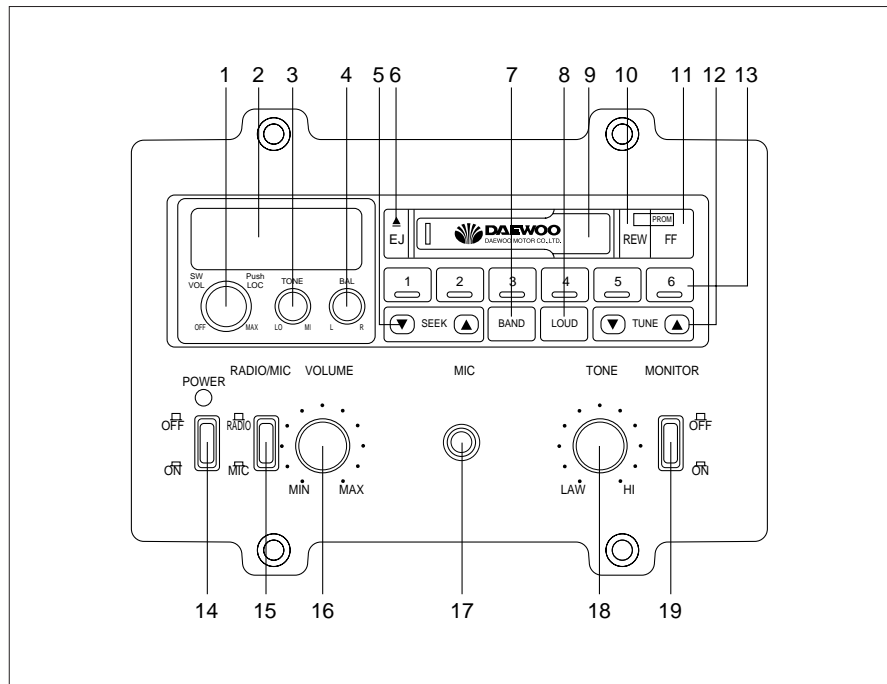 1 2 3 4 5 6 7 8 9 10 11 12 13
EJ
DAEWOO
DAEWOO MOTOR CO.,LTD.
PROM
REW FF
SW VOL
Push LOC
TONE
BAL
OFF MAX
LO MI
L R
1 2 3 4 5 6
SEEK BAND LOUD TUNE
RADIO/MIC VOLUME MIC TONE MONITOR
POWER
OFF RADIO OFF
ON MIC ON
MIN MAX LAW HI
14 15 16 17 18 19